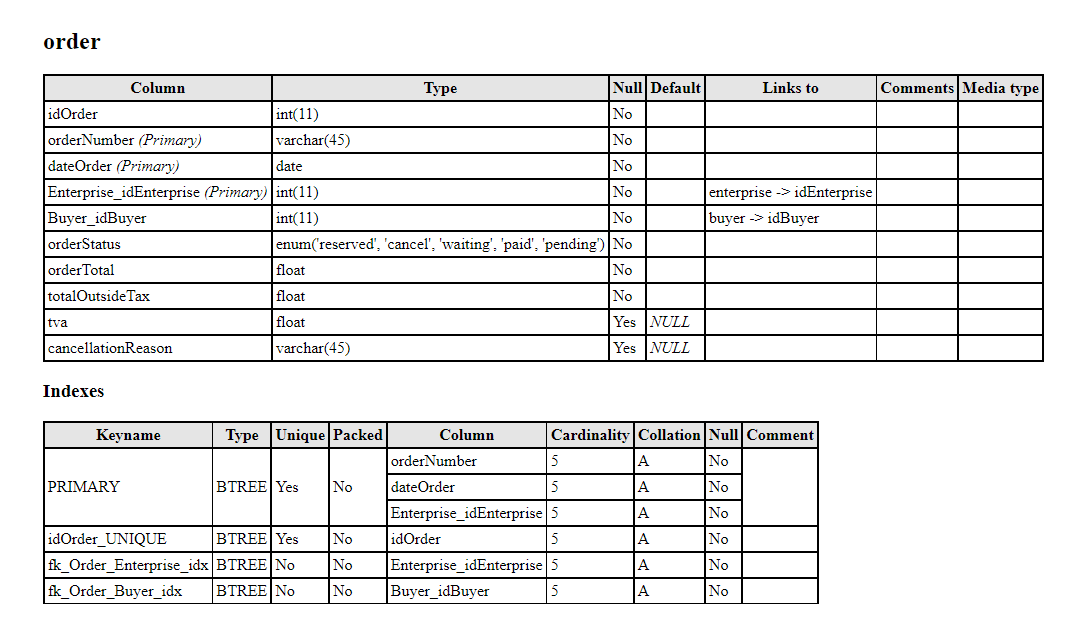 order
Column Type Null Default Links to Comments Media type
idOrder int(11) No
orderNumber (Primary) varchar(45) No
dateOrder (Primary) date No
Enterprise_idEnterprise (Primary) int(11) No enterprise -> idEnterprise
Buyer_idBuyer int(11) No buyer -> idBuyer
orderStatus enum('reserved', 'cancel', 'waiting', 'paid', 'pending') No
orderTotal float No
totalOutsideTax float No
tva float Yes NULL
cancellationReason varchar(45) Yes NULL
Indexes
Keyname Type Unique Packed Column Cardinality Collation Null Comment
PRIMARY BTREE Yes No orderNumber 5 A No
dateOrder 5 A No
Enterprise_idEnterprise 5 A No
idOrder_UNIQUE BTREE Yes No idOrder 5 A No
fk_Order_Enterprise_idx BTREE No No Enterprise_idEnterprise 5 A No
fk_Order_Buyer_idx BTREE No No Buyer_idBuyer 5 A No